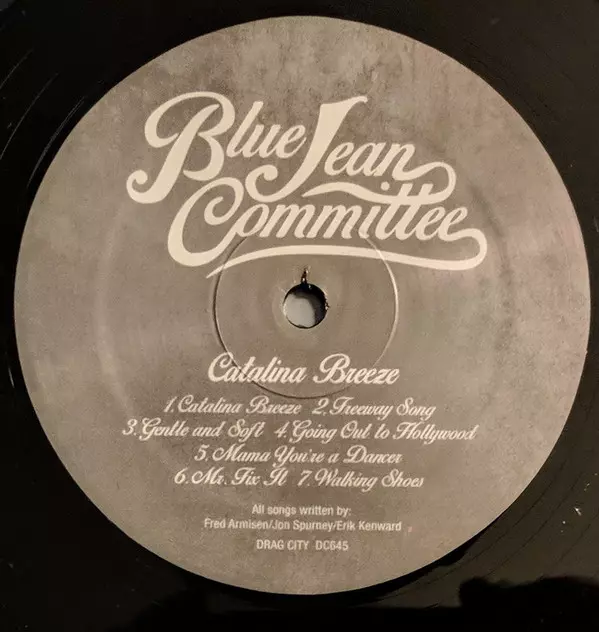 Blue Jean
Committee
Catalina Breeze
1. Catalina Breeze 2. Freeway Song
3. Gentle and Soft 4. Going Out to Hollywood
5. Mama You're a Dancer
6. Mr. Fix It 7. Walking Shoes
All songs written by:
Fred Armisen/Jon Spurney/Erik Kenward
DRAG CITY DC645